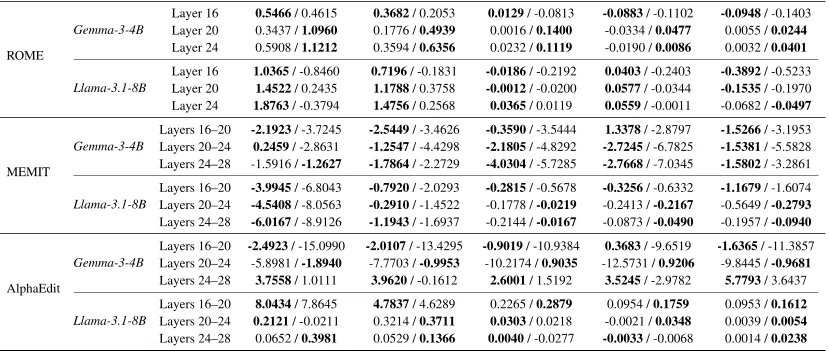 Layer 16 0.5466 / 0.4615 0.3682 / 0.2053 0.0129 / -0.0813 -0.0883 / -0.1102 -0.0948 / -0.1403
Gemma-3-4B Layer 20 0.3437 / 1.0960 0.1776 / 0.4939 0.0016 / 0.1400 -0.0334 / 0.0477 0.0055 / 0.0244
Layer 24 0.5908 / 1.1212 0.3594 / 0.6356 0.0232 / 0.1119 -0.0190 / 0.0086 0.0032 / 0.0401
ROME
Layer 16 1.0365 / -0.8460 0.7196 / -0.1831 -0.0186 / -0.2192 0.0403 / -0.2403 -0.3892 / -0.5233
Llama-3.1-8B Layer 20 1.4522 / 0.2435 1.1788 / 0.3758 -0.0012 / -0.0200 0.0577 / -0.0344 -0.1535 / -0.1970
Layer 24 1.8763 / -0.3794 1.4756 / 0.2568 0.0365 / 0.0119 0.0559 / -0.0011 -0.0682 / -0.0497
Layers 16–20 -2.1923 / -3.7245 -2.5449 / -3.4626 -0.3590 / -3.5444 1.3378 / -2.8797 -1.5266 / -3.1953
Gemma-3-4B Layers 20–24 0.2459 / -2.8631 -1.2547 / -4.4298 -2.1805 / -4.8292 -2.7245 / -6.7825 -1.5381 / -5.5828
Layers 24–28 -1.5916 / -1.2627 -1.7864 / -2.2729 -4.0304 / -5.7285 -2.7668 / -7.0345 -1.5802 / -3.2861
MEMIT
Layers 16–20 -3.9945 / -6.8043 -0.7920 / -2.0293 -0.2815 / -0.5678 -0.3256 / -0.6332 -1.1679 / -1.6074
Llama-3.1-8B Layers 20–24 -4.5408 / -8.0563 -0.2910 / -1.4522 -0.1778 / -0.0219 -0.2413 / -0.2167 -0.5649 / -0.2793
Layers 24–28 -6.0167 / -8.9126 -1.1943 / -1.6937 -0.2144 / -0.0167 -0.0873 / -0.0490 -0.1957 / -0.0940
Layers 16–20 -2.4923 / -15.0990 -2.0107 / -13.4295 -0.9019 / -10.9384 0.3683 / -9.6519 -1.6365 / -11.3857
Gemma-3-4B Layers 20–24 -5.8981 / -1.8940 -7.7703 / -0.9953 -10.2174 / 0.9035 -12.5731 / 0.9206 -9.8445 / -0.9681
Layers 24–28 3.7558 / 1.0111 3.9620 / -0.1612 2.6001 / 1.5192 3.5245 / -2.9782 5.7793 / 3.6437
AlphaEdit
Layers 16–20 8.0434 / 7.8645 4.7837 / 4.6289 0.2265 / 0.2879 0.0954 / 0.1759 0.0953 / 0.1612
Llama-3.1-8B Layers 20–24 0.2121 / -0.0211 0.3214 / 0.3711 0.0303 / 0.0218 -0.0021 / 0.0348 0.0039 / 0.0054
Layers 24–28 0.0652 / 0.3981 0.0529 / 0.1366 0.0040 / -0.0277 -0.0033 / -0.0068 0.0014 / 0.0238